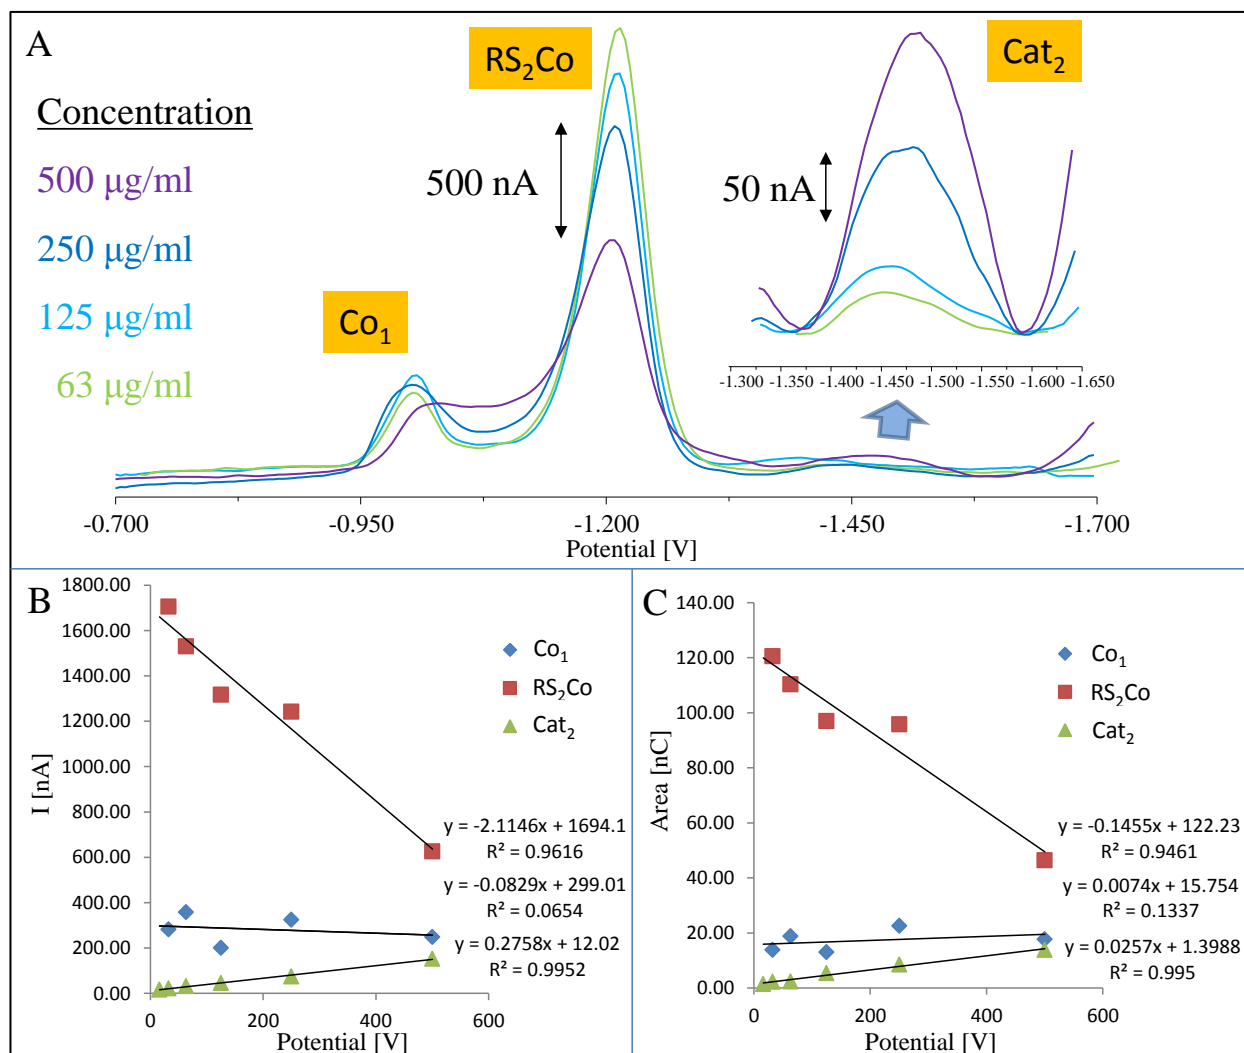 A
Concentration
500 µg/ml
250 µg/ml
125 µg/ml
63 µg/ml
Co₁
RS₂Co
500 nA
Cat₂
50 nA
-1.300 -1.350 -1.400 -1.450 -1.500 -1.550 -1.600 -1.650
-0.700 -0.950 -1.200 -1.450 -1.700
Potential [V]
B
I [nA]
1800.00
1600.00
1400.00
1200.00
1000.00
800.00
600.00
400.00
200.00
0.00
0 200 400 600
Potential [V]
Co₁
RS₂Co
Cat₂
y = -2.1146x + 1694.1
R² = 0.9616
y = -0.0829x + 299.01
R² = 0.0654
y = 0.2758x + 12.02
R² = 0.9952
C
Area [nC]
140.00
120.00
100.00
80.00
60.00
40.00
20.00
0.00
0 200 400 600
Potential [V]
Co₁
RS₂Co
Cat₂
y = -0.1455x + 122.23
R² = 0.9461
y = 0.0074x + 15.754
R² = 0.1337
y = 0.0257x + 1.3988
R² = 0.995